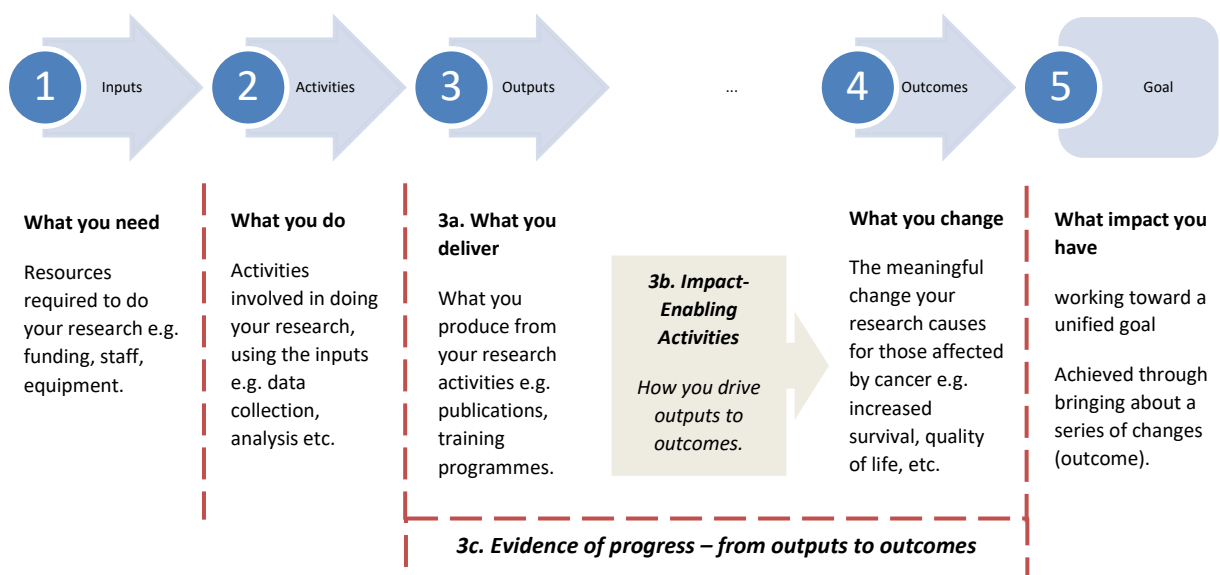 1
Inputs
2
Activities
3
Outputs
...
4
Outcomes
5
Goal
What you need
Resources
required to do
your research e.g.
funding, staff,
equipment.
What you do
Activities
involved in doing
your research,
using the inputs
e.g. data
collection,
analysis etc.
3a. What you
deliver
What you
produce from
your research
activities e.g.
publications,
training
programmes.
3b. Impact-
Enabling
Activities
How you drive
outputs to
outcomes.
What you change
The meaningful
change your
research causes
for those affected
by cancer e.g.
increased
survival, quality
of life, etc.
What impact you
have
working toward a
unified goal
Achieved through
bringing about a
series of changes
(outcome).
3c. Evidence of progress – from outputs to outcomes